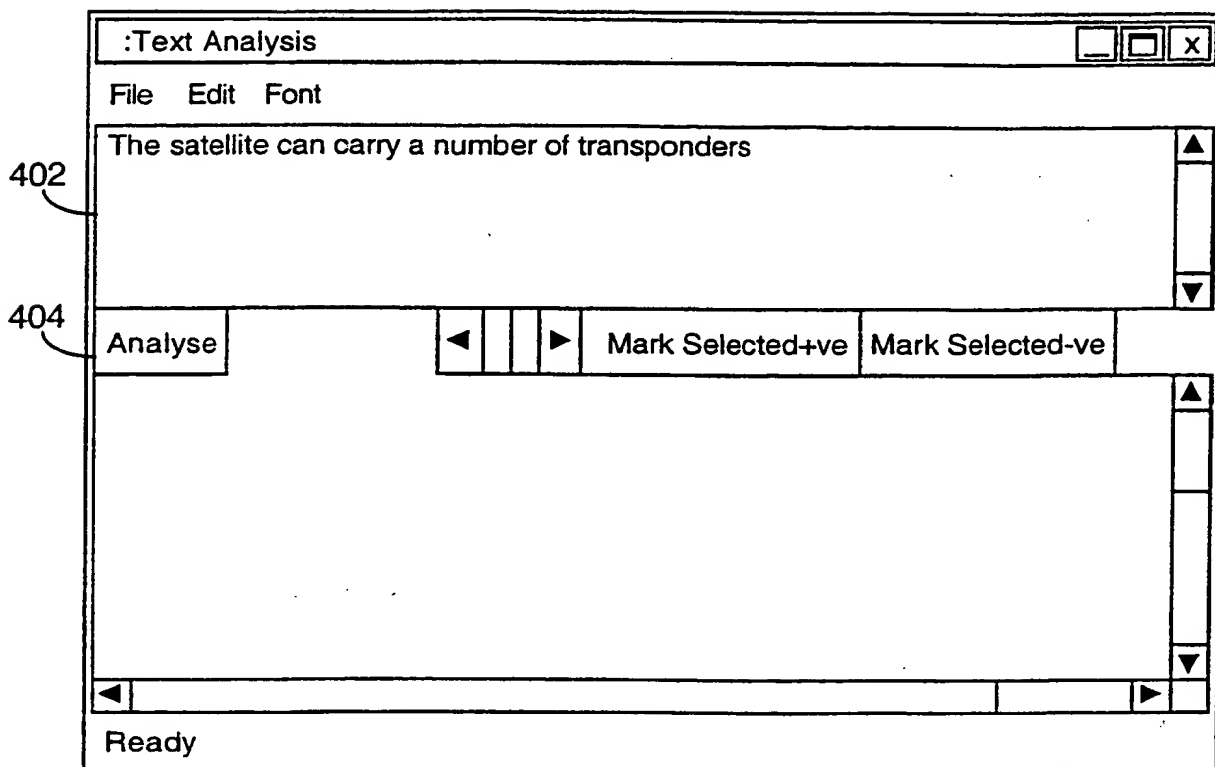 :Text Analysis _ x
File Edit Font
The satellite can carry a number of transponders
402
404
Analyse Mark Selected+ve Mark Selected-ve
Ready